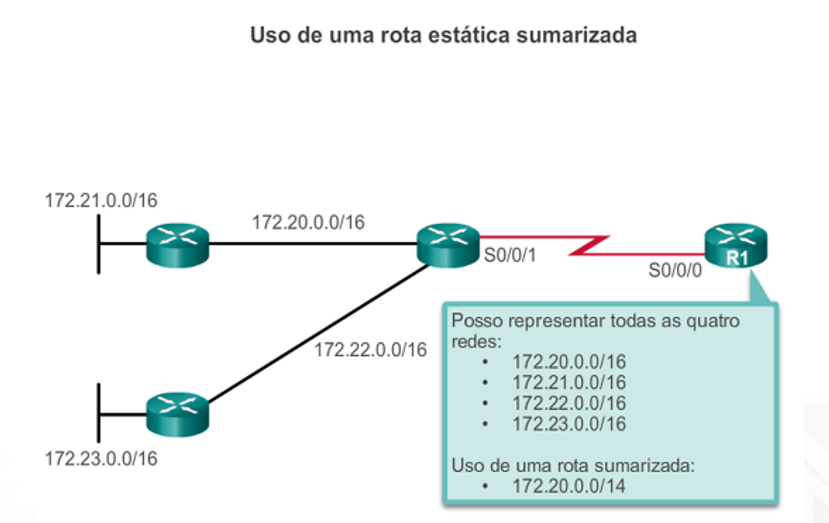 Uso de uma rota estática sumarizada
172.21.0.0/16
172.20.0.0/16
S0/0/1
R1
S0/0/0
172.22.0.0/16
172.23.0.0/16
Posso representar todas as quatro
redes:
• 172.20.0.0/16
• 172.21.0.0/16
• 172.22.0.0/16
• 172.23.0.0/16
Uso de uma rota sumarizada:
• 172.20.0.0/14